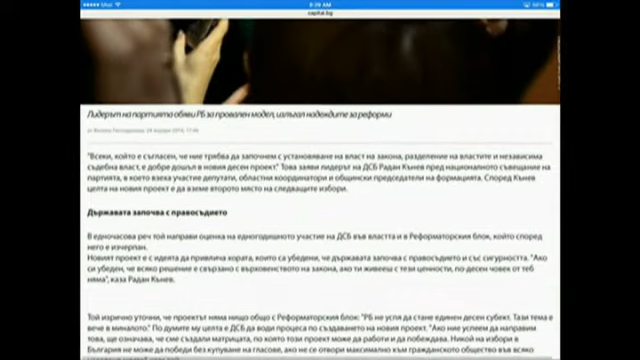 8:39 AM
capital.bg
Лидерът на партията обяви РБ за провален модел, излъгал надеждите за реформи
"Всеки, който е съгласен, че ние трябва да започнем с установяване на власт на закона, разделение на властите и независима
съдебна власт, е добре дошъл в новия десен проект." Това заяви лидерът на ДСБ Радан Кънев пред националното съвещание на
партията, в което взеха участие депутати, областни координатори и общински председатели на формацията. Според Кънев
целта на новия проект е да вземе второто място на следващите избори.
Държавата започва с правосъдието
В едночасова реч той направи оценка на едногодишното участие на ДСБ във властта и в Реформаторския блок, който според
него е изчерпан.
Новият проект е с идеята да привлича хората, които са убедени, че държавата започва с правосъдието и със сигурността. "Ако
си убеден, че всяко решение е свързано с върховенството на закона, ако ти живееш с тези ценности, по-десен човек от теб
няма", каза Радан Кънев.
Той изрично уточни, че проектът няма нищо общо с Реформаторския блок: "РБ не успя да стане единен десен субект. Тази тема е
вече в миналото." По думите му целта е ДСБ да води процеса по създаването на новия проект. "Ако ние успеем да направим
това, ще означава, че сме създали матрицата, по която този проект може да работи и да побеждава. Никой на избори в
България не може да победи без купуване на гласове, ако не се отвори максимално към гражданското общество във всяко